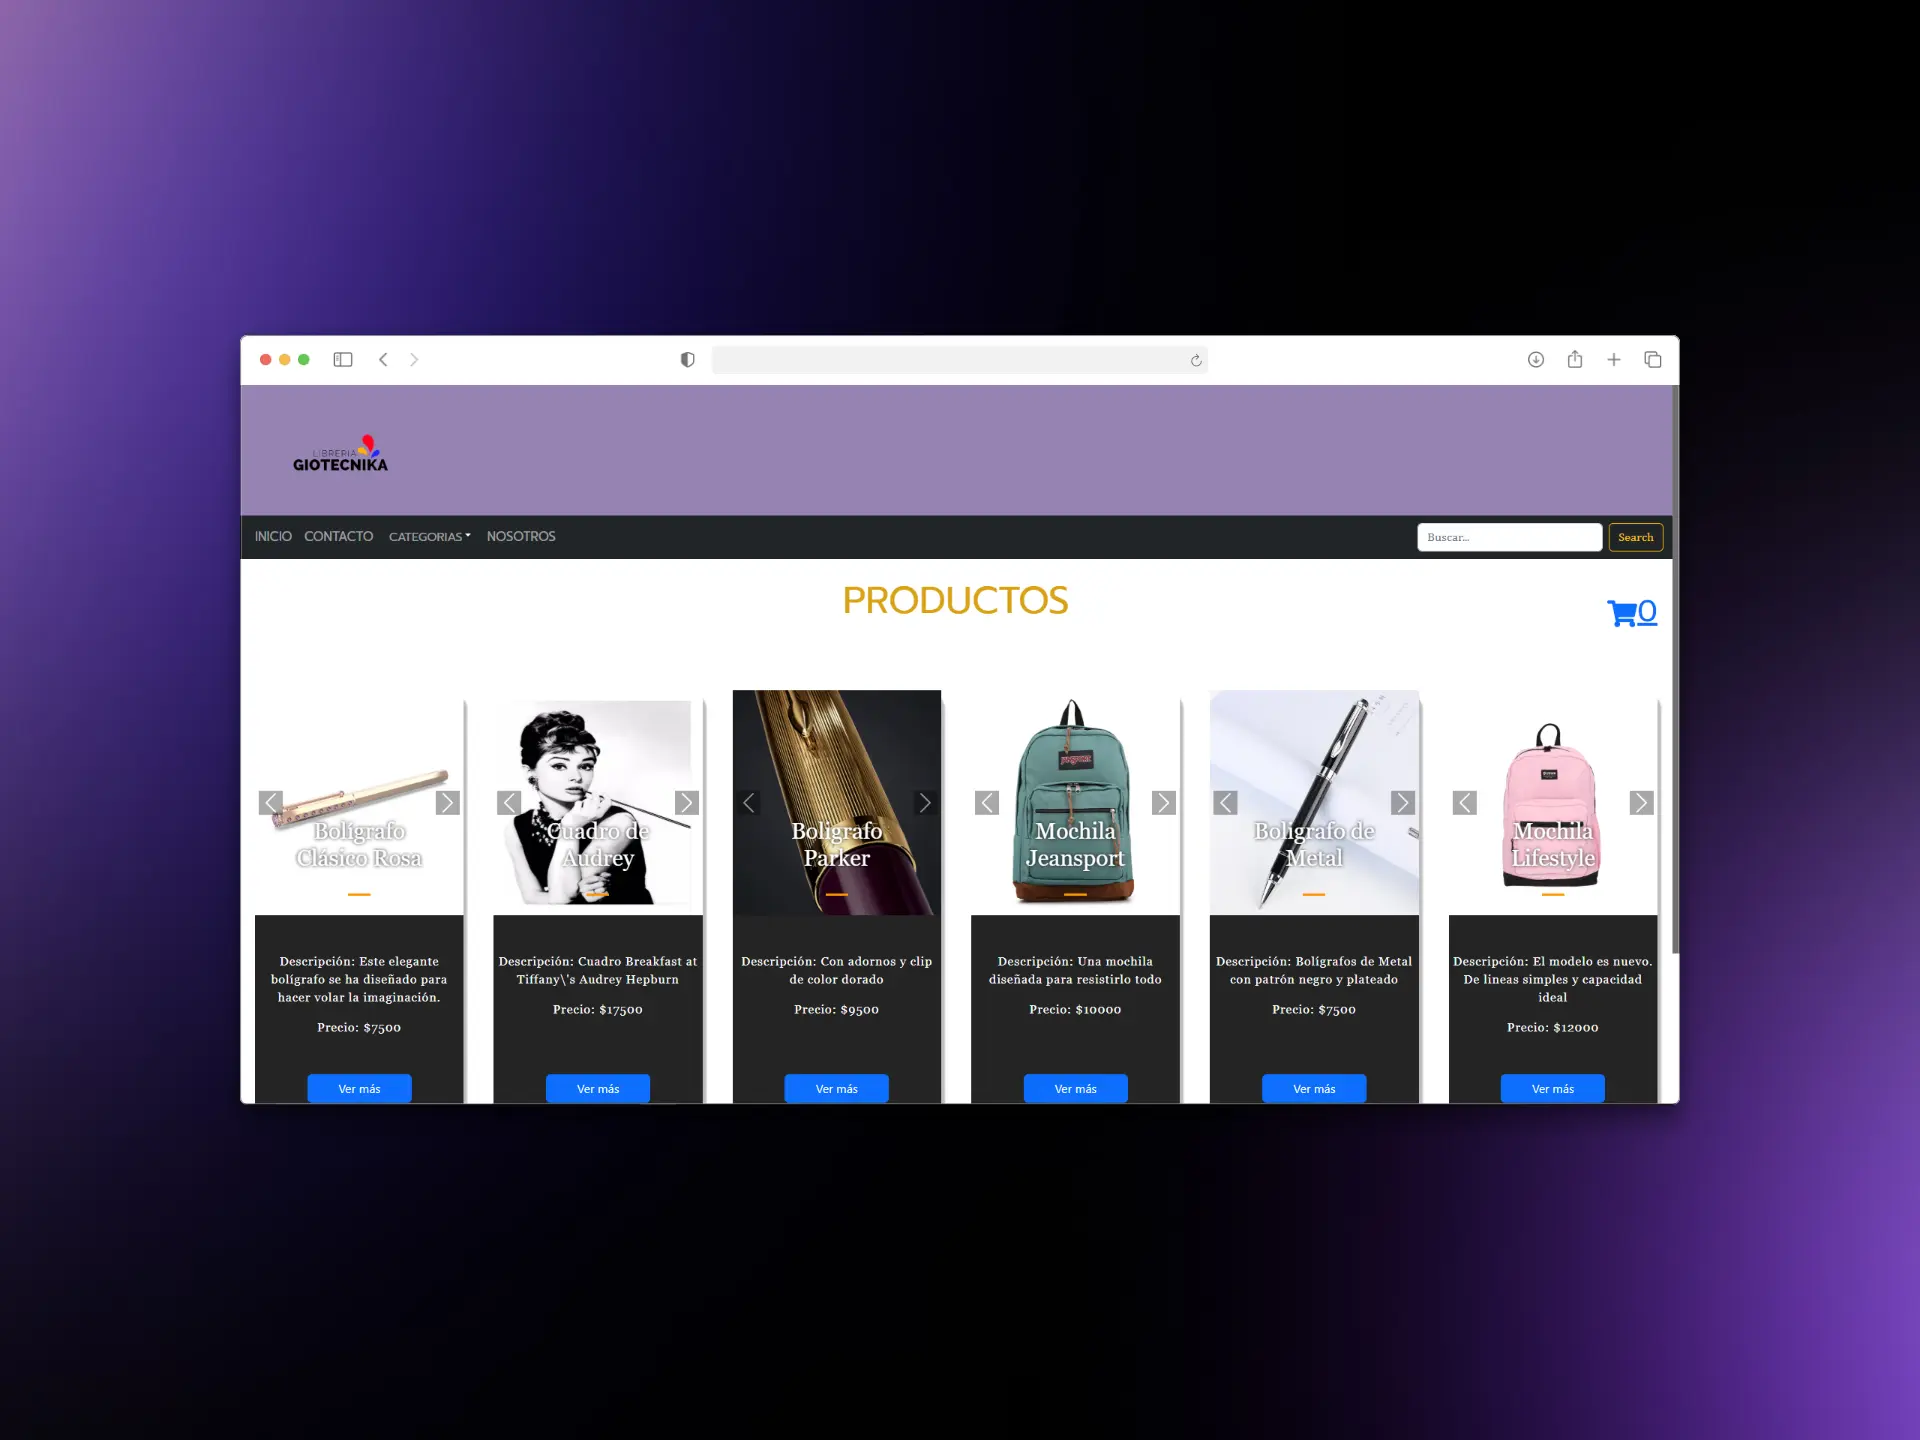 LIBRERIA
GIOTECNIKA
INICIO CONTACTO CATEGORIAS NOSOTROS
Buscar...
Search
PRODUCTOS
0
Bolígrafo
Clásico Rosa
Descripción: Este elegante
bolígrafo se ha diseñado para
hacer volar la imaginación.
Precio: $7500
Ver más
Cuadro de
Audrey
Descripción: Cuadro Breakfast at
Tiffany\'s Audrey Hepburn
Precio: $17500
Ver más
Boligrafo
Parker
Descripción: Con adornos y clip
de color dorado
Precio: $9500
Ver más
JANSPORT
Mochila
Jeansport
Descripción: Una mochila
diseñada para resistirlo todo
Precio: $10000
Ver más
Boligrafo de
Metal
Descripción: Bolígrafos de Metal
con patrón negro y plateado
Precio: $7500
Ver más
Mochila
Lifestyle
Descripción: El modelo es nuevo.
De lineas simples y capacidad
ideal
Precio: $12000
Ver más